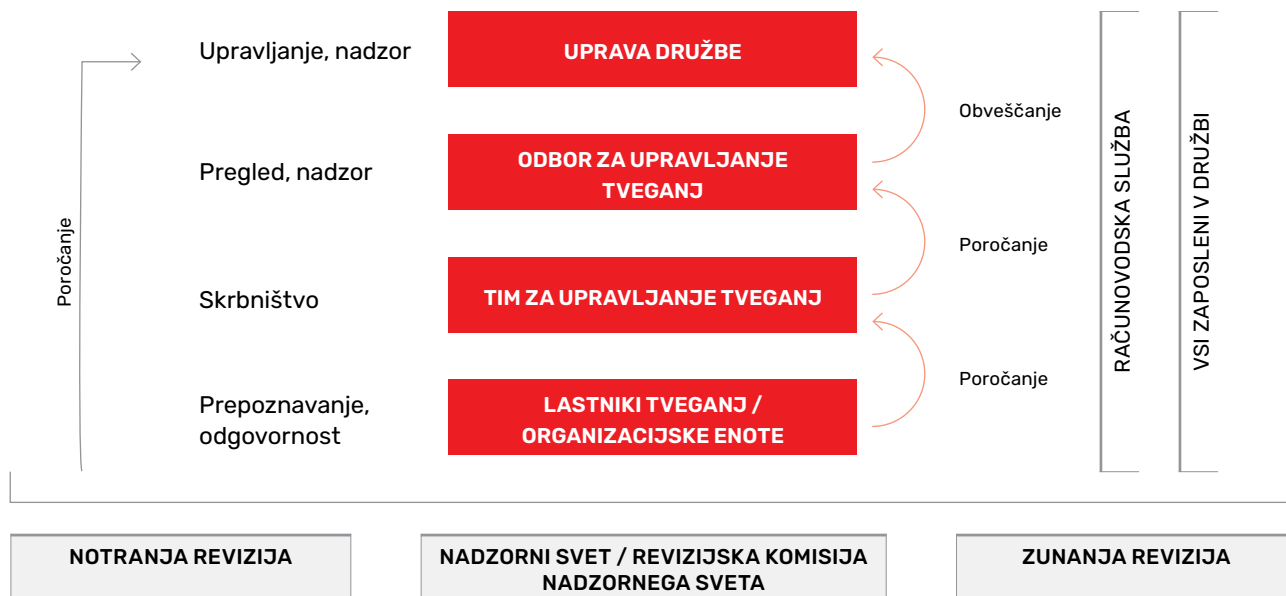 Upravljanje, nadzor
UPRAVA DRUŽBE
Obveščanje
Pregled, nadzor
ODBOR ZA UPRAVLJANJE
TVEGANJ
Poročanje
Poročanje
Skrbništvo
TIM ZA UPRAVLJANJE TVEGANJ
Poročanje
Prepoznavanje,
odgovornost
LASTNIKI TVEGANJ /
ORGANIZACIJSKE ENOTE
RAČUNOVODSKA SLUŽBA
VSI ZAPOSLENI V DRUŽBI
NOTRANJA REVIZIJA
NADZORNI SVET / REVIZIJSKA KOMISIJA
NADZORNEGA SVETA
ZUNANJA REVIZIJA